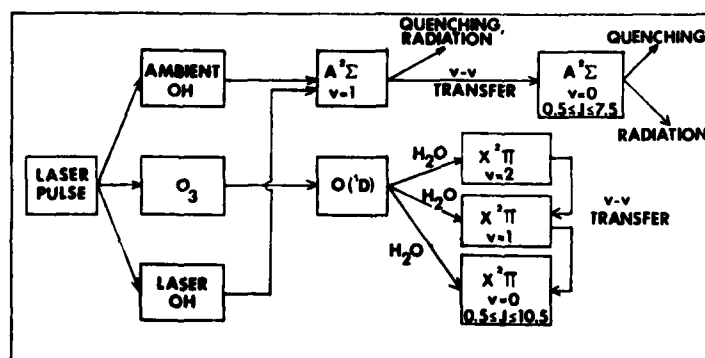 QUENCHING,
RADIATION
QUENCHING
AMBIENT
OH
A²Σ
v=1
v-v
TRANSFER
A²Σ
v=0
0.5≤J≤7.5
RADIATION
LASER
PULSE
O₃
O(¹D)
H₂O
X²Π
v=2
H₂O
X²Π
v=1
v-v
TRANSFER
LASER
OH
H₂O
X²Π
v=0
0.5≤J≤10.5